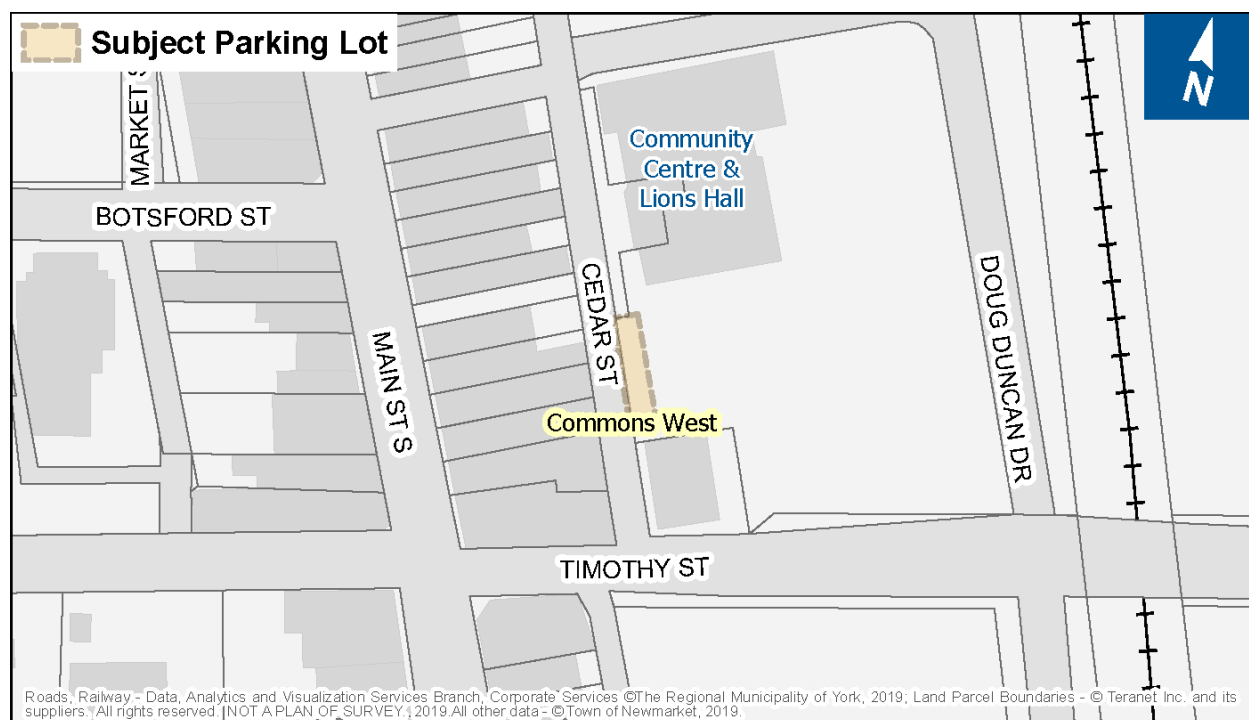 Subject Parking Lot
N
MARKET S
Community
Centre &
Lions Hall
BOTSFORD ST
CEDAR ST
DOUG DUNCAN DR
MAIN ST S
Commons West
TIMOTHY ST
Roads, Railway - Data, Analytics and Visualization Services Branch, Corporate Services ©The Regional Municipality of York, 2019; Land Parcel Boundaries - © Teranet Inc. and its
suppliers. All rights reserved. NOT A PLAN OF SURVEY. 2019.All other data - ©Town of Newmarket, 2019.